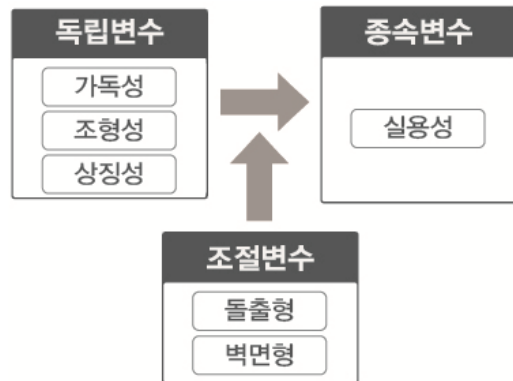 독립변수
가독성
조형성
상징성
종속변수
실용성
조절변수
돌출형
벽면형